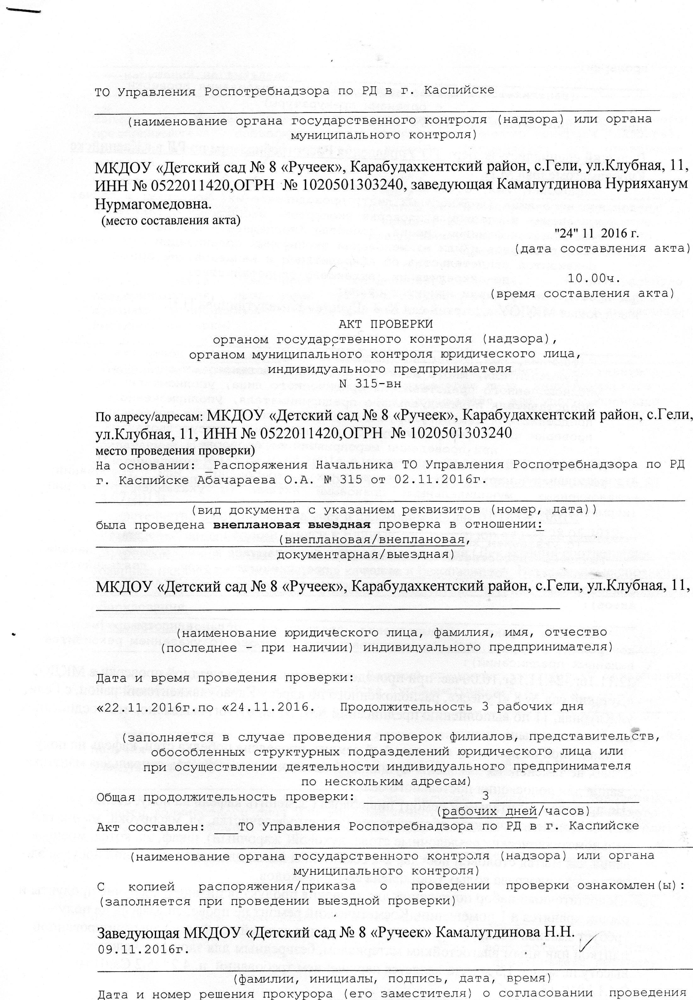 ТО Управления Роспотребнадзора по РД в г. Каспийске
(наименование органа государственного контроля (надзора) или органа
муниципального контроля)
МКДОУ «Детский сад № 8 «Ручеек», Карабудахкентский район, с.Гели, ул.Клубная, 11,
ИНН № 0522011420,ОГРН № 1020501303240, заведующая Камалутдинова Нурияханум
Нурмагомедовна.
(место составления акта)
"24" 11 2016 г.
(дата составления акта)
10.00ч.
(время составления акта)
АКТ ПРОВЕРКИ
органом государственного контроля (надзора),
органом муниципального контроля юридического лица,
индивидуального предпринимателя
N 315-вн
По адресу/адресам: МКДОУ «Детский сад № 8 «Ручеек», Карабудахкентский район, с.Гели,
ул.Клубная, 11, ИНН № 0522011420,ОГРН № 1020501303240
место проведения проверки)
На основании: _Распоряжения Начальника ТО Управления Роспотребнадзора по РД
г. Каспийске Абачараева О.А. № 315 от 02.11.2016г.
(вид документа с указанием реквизитов (номер, дата))
была проведена внеплановая выездная проверка в отношении:
(внеплановая/внеплановая,
документарная/выездная)
МКДОУ «Детский сад № 8 «Ручеек», Карабудахкентский район, с.Гели, ул.Клубная, 11,
(наименование юридического лица, фамилия, имя, отчество
(последнее - при наличии) индивидуального предпринимателя)
Дата и время проведения проверки:
«22.11.2016г.по «24.11.2016. Продолжительность 3 рабочих дня
(заполняется в случае проведения проверок филиалов, представительств,
обособленных структурных подразделений юридического лица или
при осуществлении деятельности индивидуального предпринимателя
по нескольким адресам)
Общая продолжительность проверки: 3
(рабочих дней/часов)
Акт составлен: ___ТО Управления Роспотребнадзора по РД в г. Каспийске
(наименование органа государственного контроля (надзора) или органа
муниципального контроля)
С копией распоряжения/приказа о проведении проверки ознакомлен(ы):
(заполняется при проведении выездной проверки)
Заведующая МКДОУ «Детский сад № 8 «Ручеек» Камалутдинова Н.Н.
09.11.2016г.
(фамилии, инициалы, подпись, дата, время)
Дата и номер решения прокурора (его заместителя) о согласовании проведения